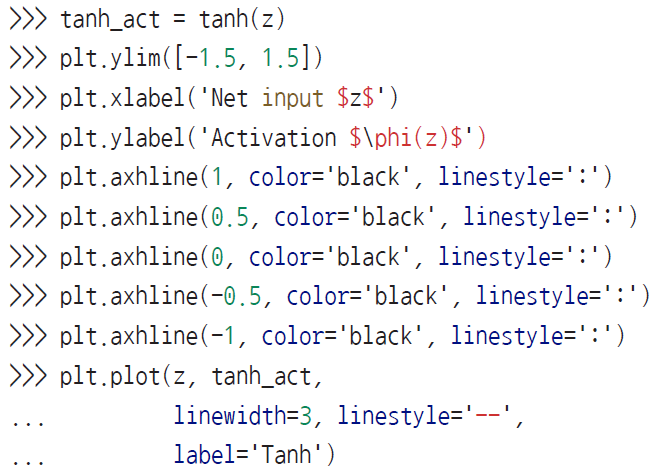 >>> tanh_act = tanh(z)
>>> plt.ylim([-1.5, 1.5])
>>> plt.xlabel('Net input $z$')
>>> plt.ylabel('Activation $\phi(z)$')
>>> plt.axhline(1, color='black', linestyle=':')
>>> plt.axhline(0.5, color='black', linestyle=':')
>>> plt.axhline(0, color='black', linestyle=':')
>>> plt.axhline(-0.5, color='black', linestyle=':')
>>> plt.axhline(-1, color='black', linestyle=':')
>>> plt.plot(z, tanh_act,
...          linewidth=3, linestyle='--',
...          label='Tanh')